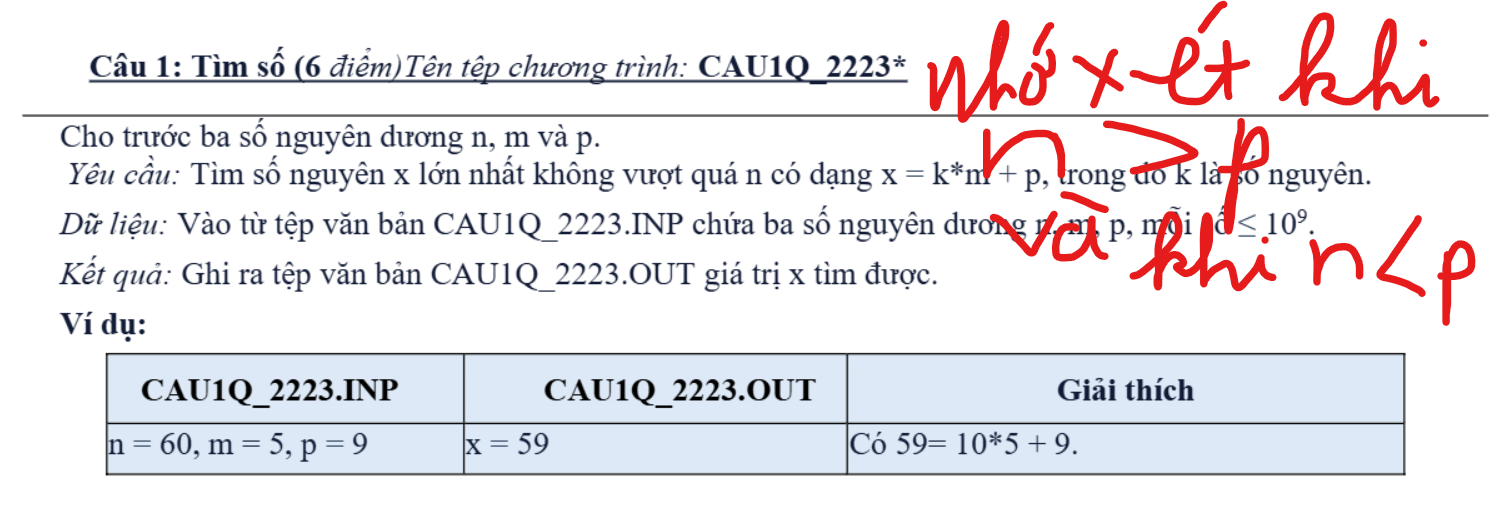 Câu 1: Tìm số (6 điểm)Tên tệp chương trình: CAU1Q_2223*
nhớ xét khi
n > p
và khi n < p
Cho trước ba số nguyên dương n, m và p.
Yêu cầu: Tìm số nguyên x lớn nhất không vượt quá n có dạng x = k*m + p, trong đó k là số nguyên.
Dữ liệu: Vào từ tệp văn bản CAU1Q_2223.INP chứa ba số nguyên dương n, m, p, mỗi số ≤ 10⁹.
Kết quả: Ghi ra tệp văn bản CAU1Q_2223.OUT giá trị x tìm được.
Ví dụ:
CAU1Q_2223.INP CAU1Q_2223.OUT Giải thích
n = 60, m = 5, p = 9 x = 59 Có 59= 10*5 + 9.